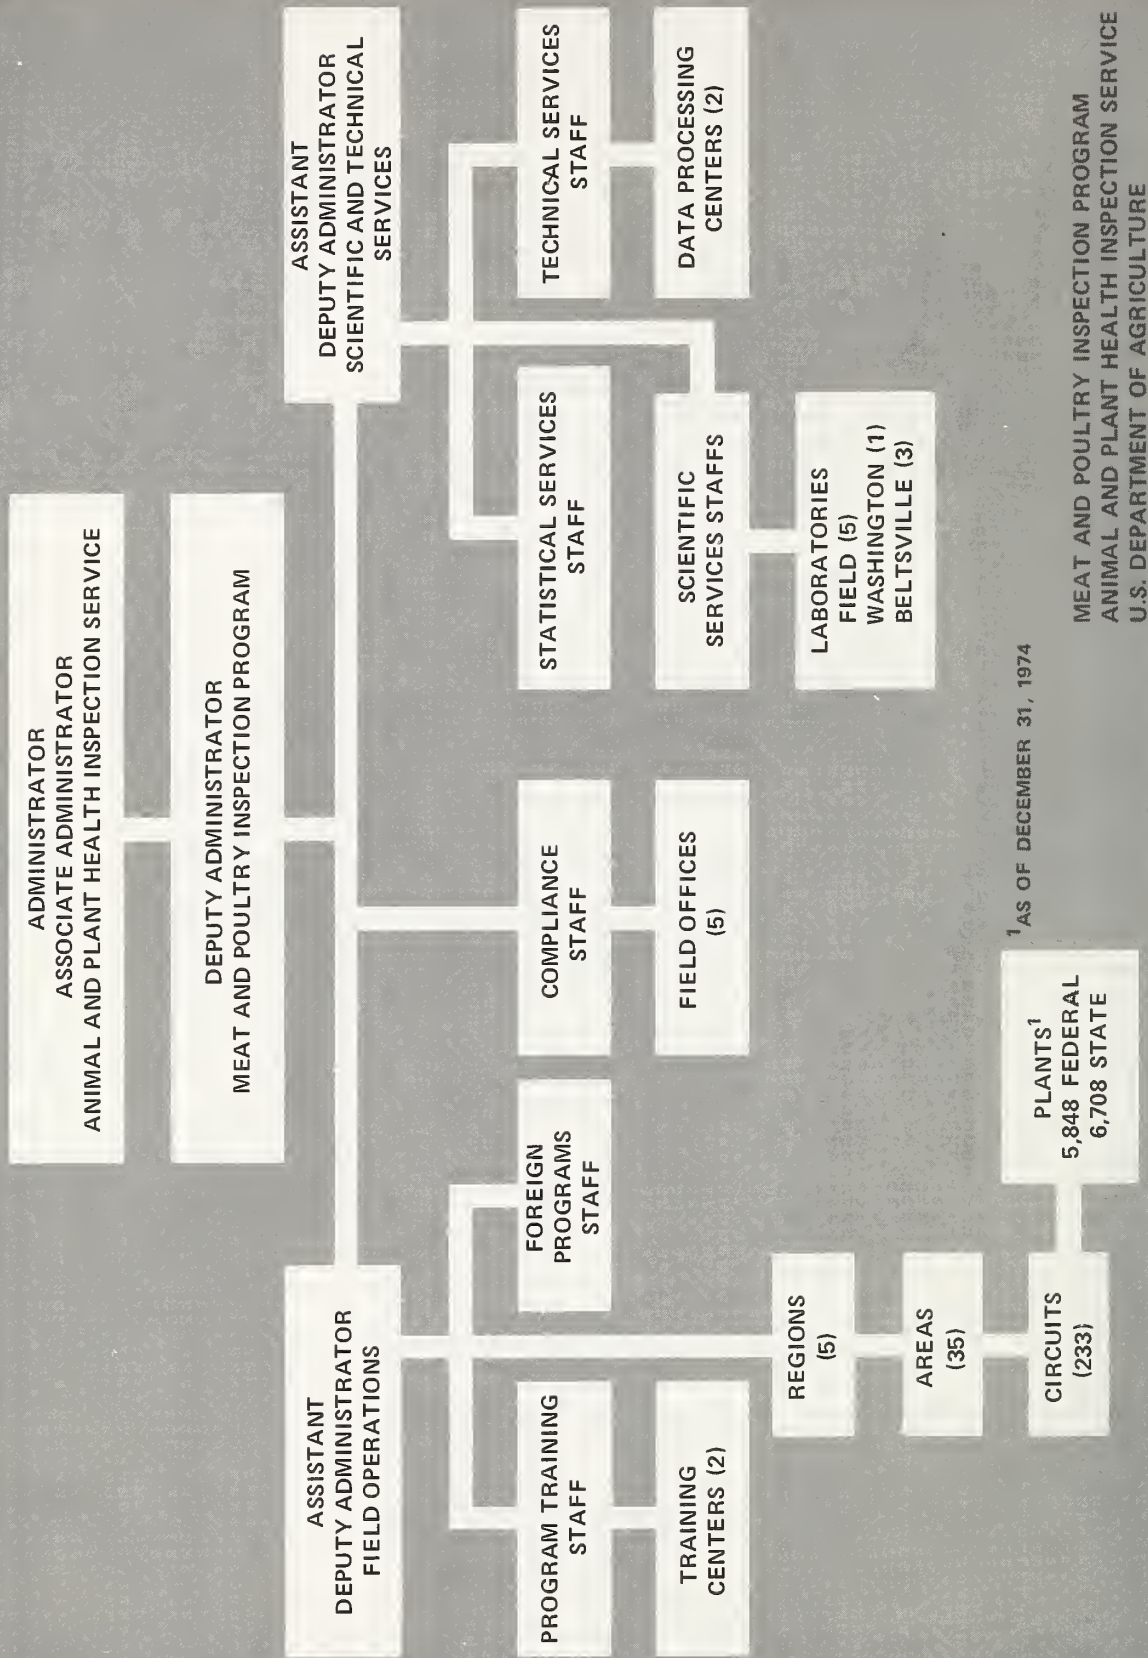 ADMINISTRATOR
ASSOCIATE ADMINISTRATOR
ANIMAL AND PLANT HEALTH INSPECTION SERVICE
DEPUTY ADMINISTRATOR
MEAT AND POULTRY INSPECTION PROGRAM
ASSISTANT
DEPUTY ADMINISTRATOR
FIELD OPERATIONS
ASSISTANT
DEPUTY ADMINISTRATOR
SCIENTIFIC AND TECHNICAL
SERVICES
PROGRAM TRAINING
STAFF
TRAINING
CENTERS (2)
FOREIGN
PROGRAMS
STAFF
REGIONS
(5)
AREAS
(35)
CIRCUITS
(233)
PLANTS¹
5,848 FEDERAL
6,708 STATE
COMPLIANCE
STAFF
FIELD OFFICES
(5)
STATISTICAL SERVICES
STAFF
SCIENTIFIC
SERVICES STAFFS
LABORATORIES
FIELD (5)
WASHINGTON (1)
BELTSVILLE (3)
TECHNICAL SERVICES
STAFF
DATA PROCESSING
CENTERS (2)
¹AS OF DECEMBER 31, 1974
MEAT AND POULTRY INSPECTION PROGRAM
ANIMAL AND PLANT HEALTH INSPECTION SERVICE
U.S. DEPARTMENT OF AGRICULTURE